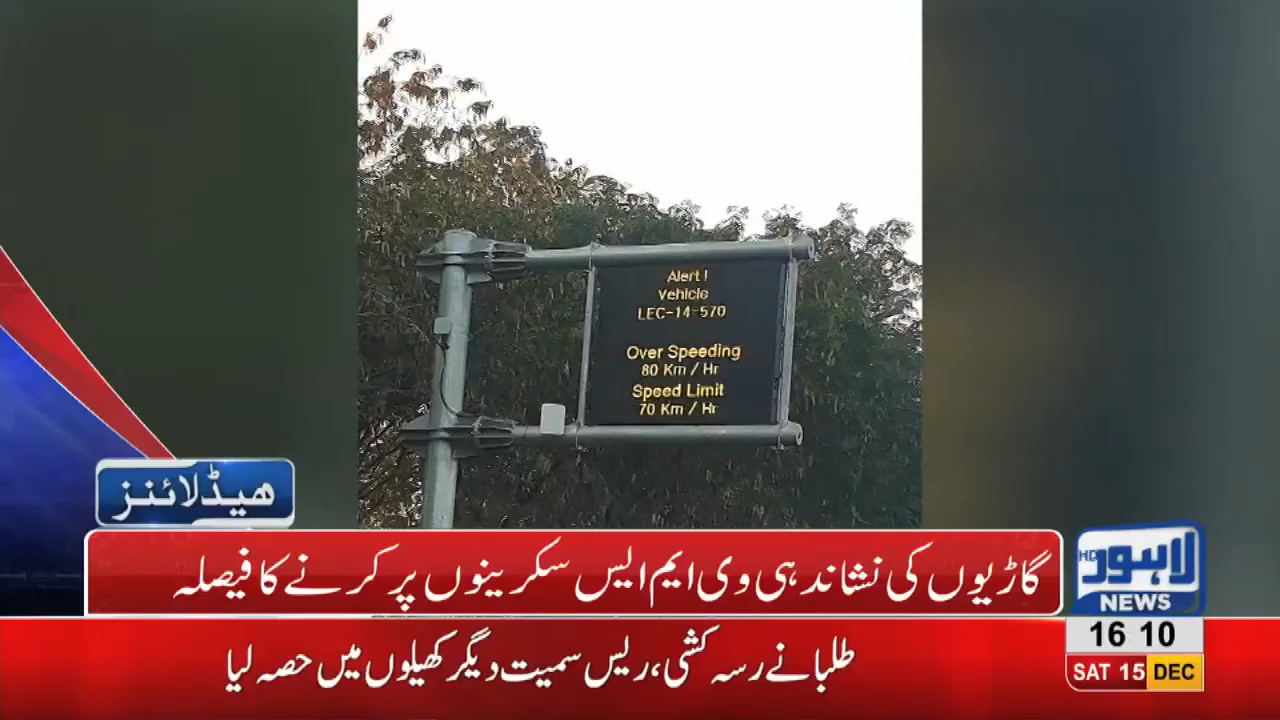 Alert !
Vehicle
LEC-14-570
Over Speeding
80 Km / Hr
Speed Limit
70 Km / Hr
ھیڈلائنز
گاڑیوں کی نشاندہی وی ایم ایس سکرینوں پر کرنے کا فیصلہ
لاہور HD
NEWS
16 10
طلبا نے رسہ کشی، ریس سمیت دیگر کھیلوں میں حصہ لیا
SAT 15 DEC